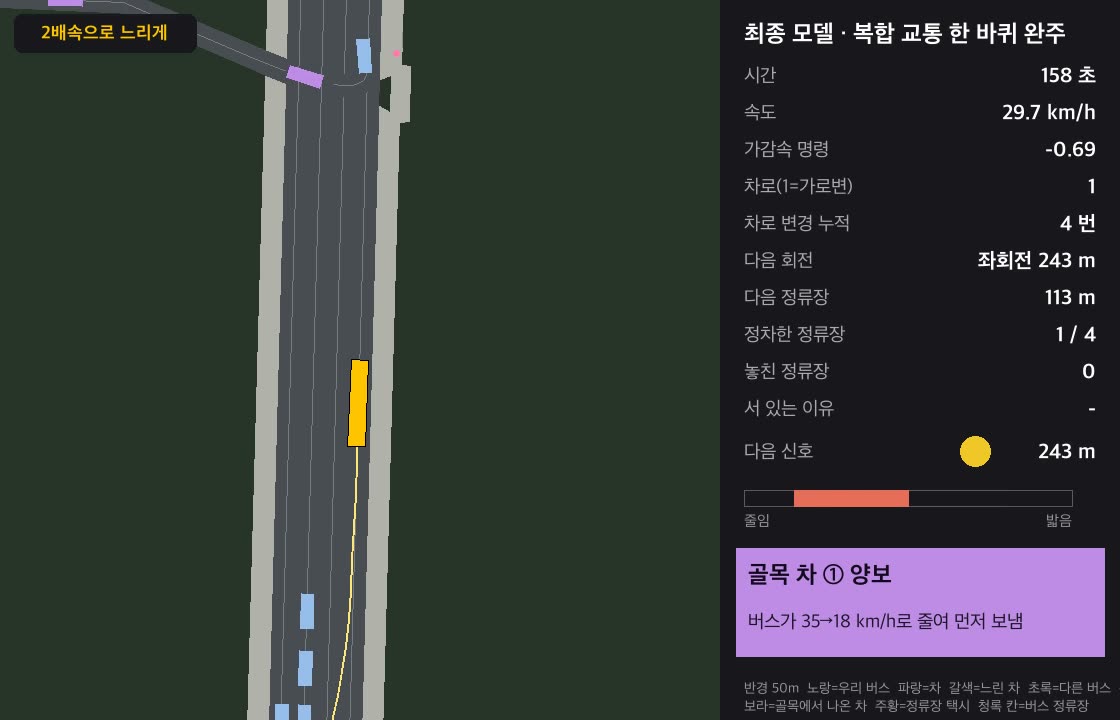 2배속으로 느리게
최종 모델 · 복합 교통 한 바퀴 완주
시간 158 초
속도 29.7 km/h
가감속 명령 -0.69
차로(1=가로변) 1
차로 변경 누적 4 번
다음 회전 좌회전 243 m
다음 정류장 113 m
정차한 정류장 1 / 4
놓친 정류장 0
서 있는 이유 -
다음 신호 243 m
줄임 밟음
골목 차 ① 양보
버스가 35→18 km/h로 줄여 먼저 보냄
반경 50m 노랑=우리 버스 파랑=차 갈색=느린 차 초록=다른 버스
보라=골목에서 나온 차 주황=정류장 택시 청록 칸=버스 정류장